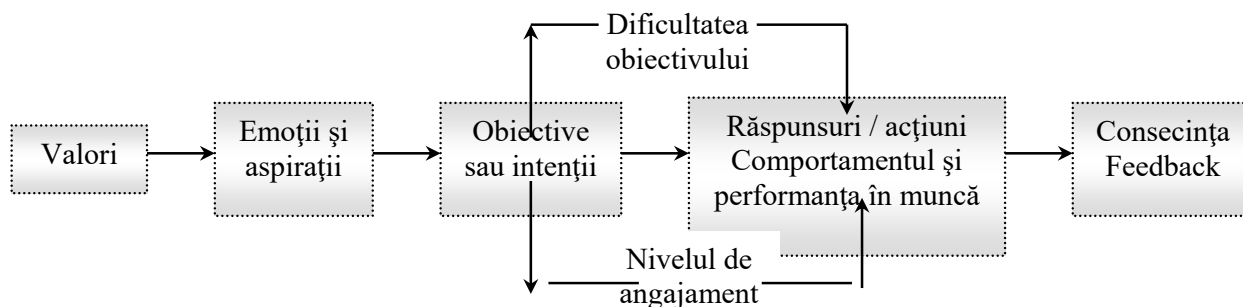 Dificultatea
obiectivului
Valori
Emoţii şi
aspiraţii
Obiective
sau intenţii
Răspunsuri / acţiuni
Comportamentul şi
performanţa în muncă
Consecinţa
Feedback
Nivelul de
angajament